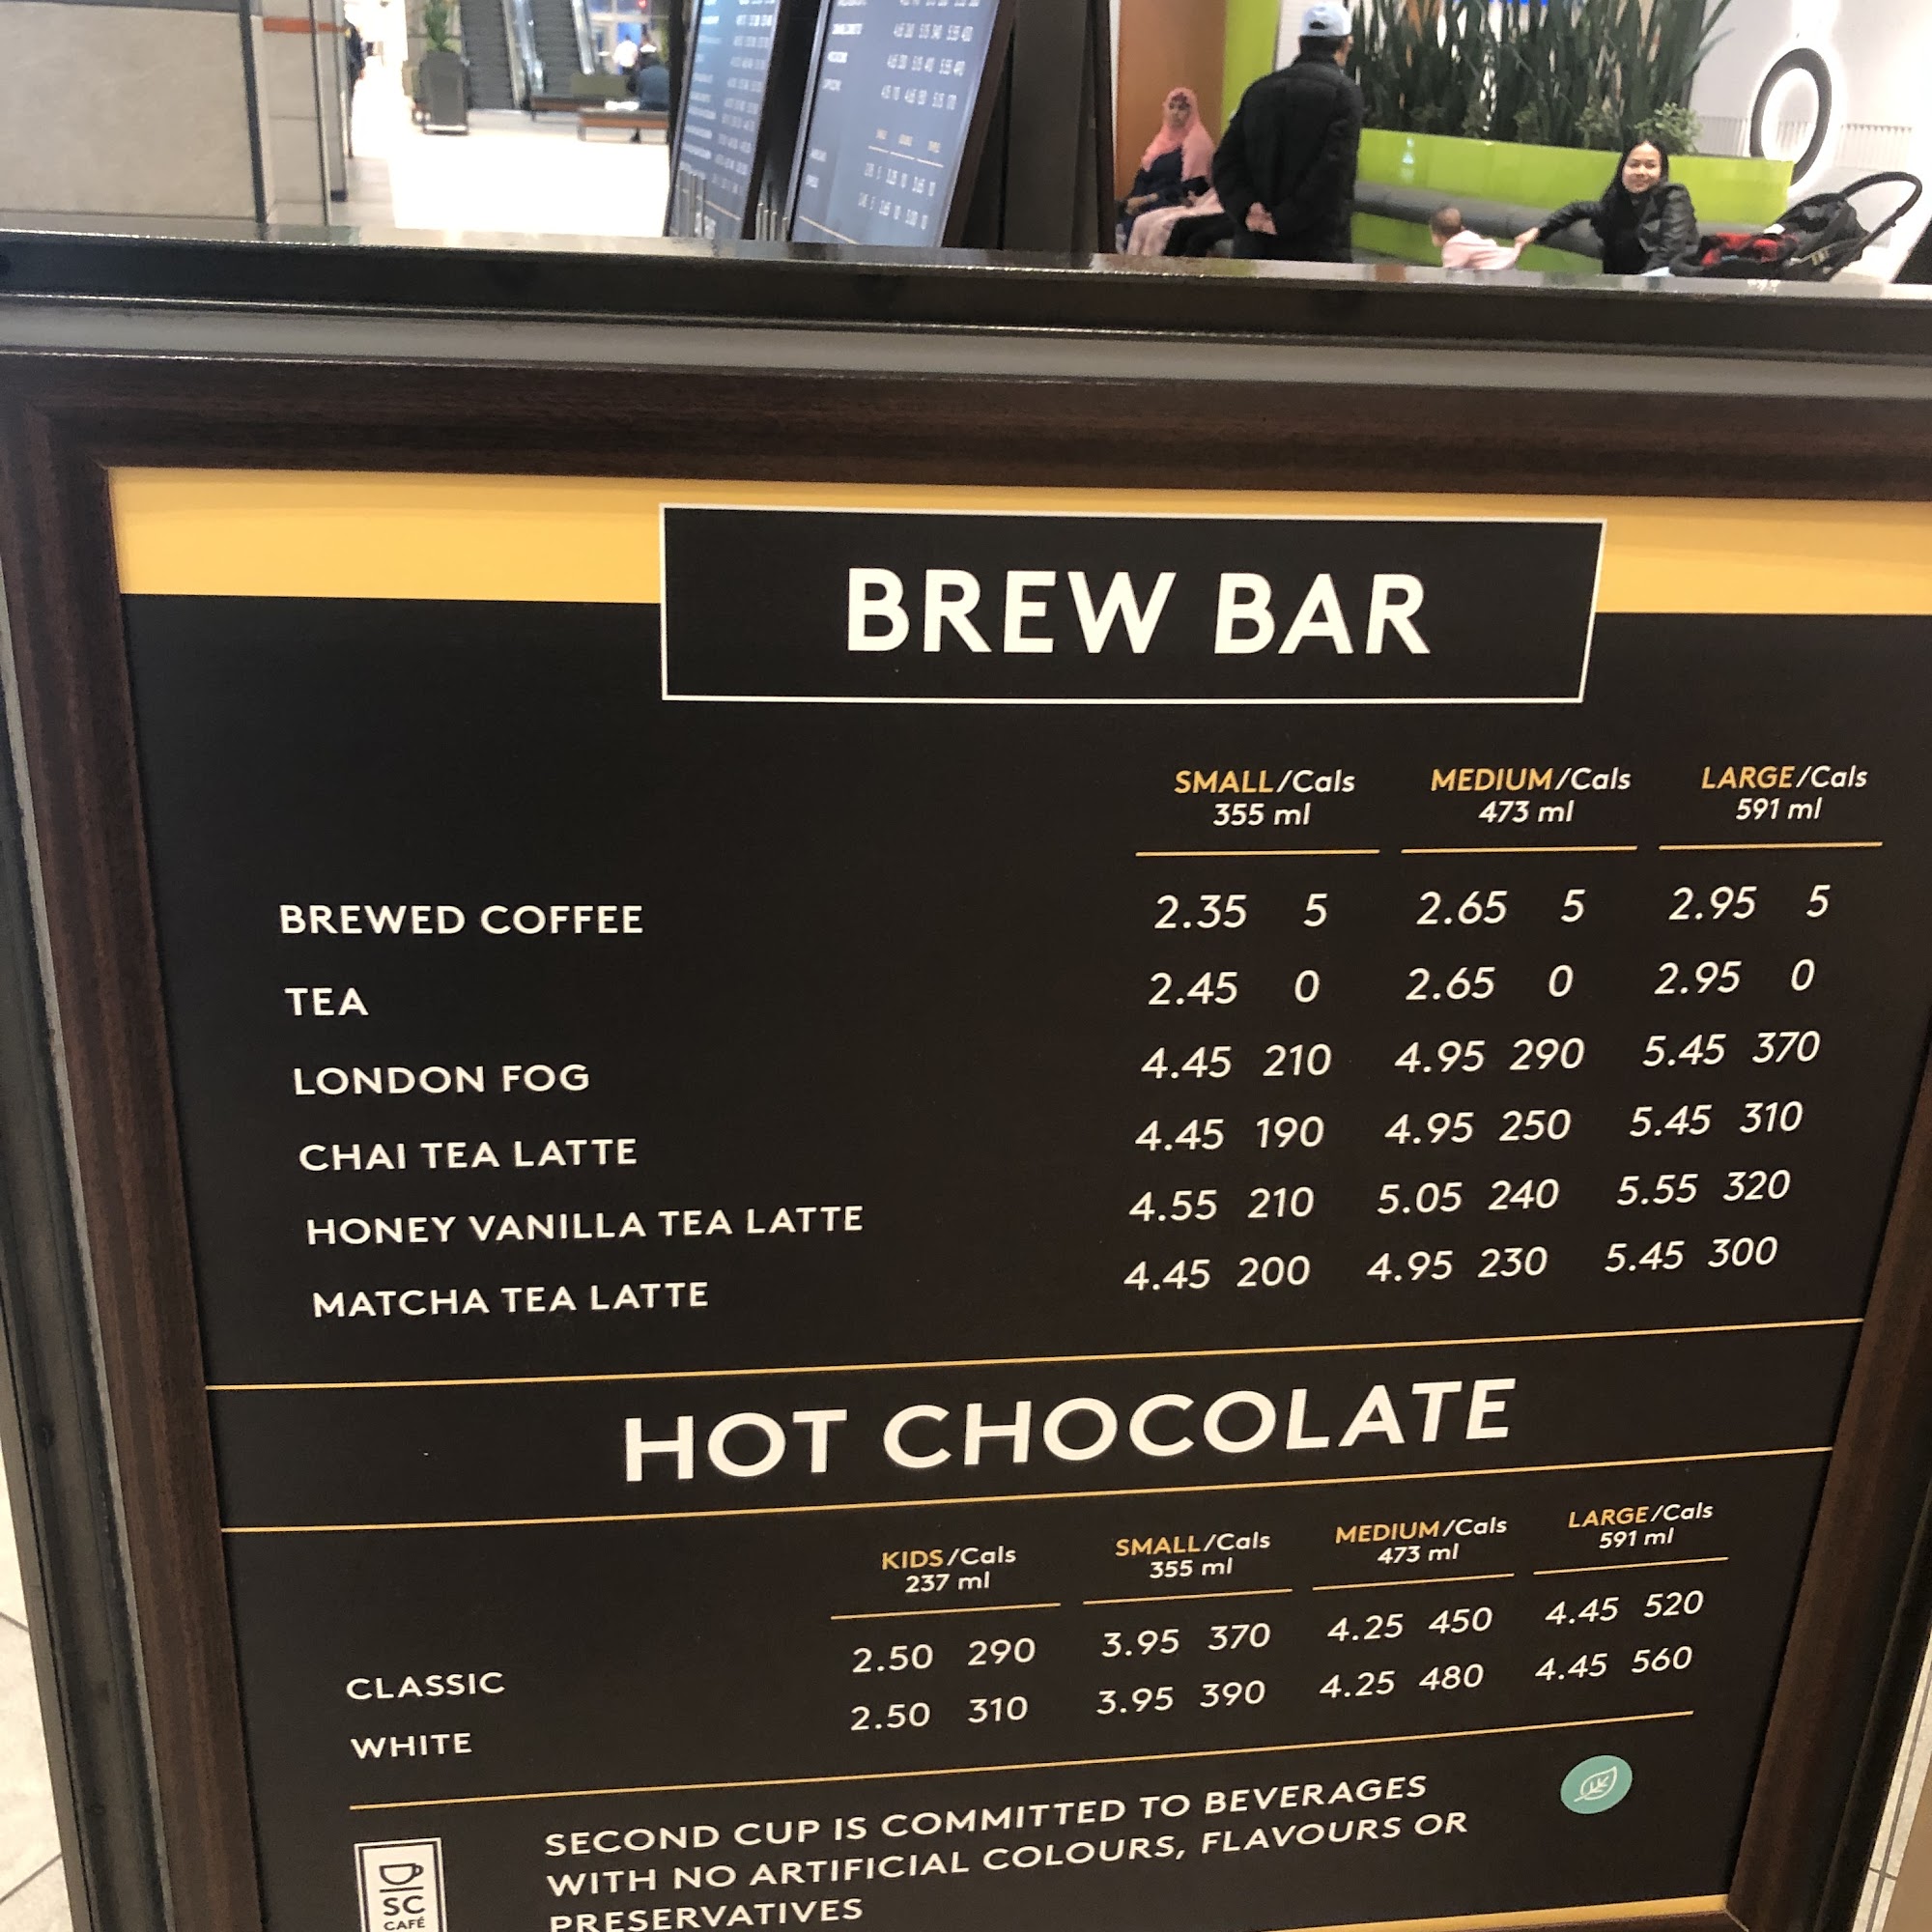 BREW BAR
SMALL/Cals MEDIUM/Cals LARGE/Cals
355 ml 473 ml 591 ml
BREWED COFFEE 2.35 5 2.65 5 2.95 5
TEA 2.45 0 2.65 0 2.95 0
LONDON FOG 4.45 210 4.95 290 5.45 370
CHAI TEA LATTE 4.45 190 4.95 250 5.45 310
HONEY VANILLA TEA LATTE 4.55 210 5.05 240 5.55 320
MATCHA TEA LATTE 4.45 200 4.95 230 5.45 300
HOT CHOCOLATE
KIDS/Cals SMALL/Cals MEDIUM/Cals LARGE/Cals
237 ml 355 ml 473 ml 591 ml
CLASSIC 2.50 290 3.95 370 4.25 450 4.45 520
WHITE 2.50 310 3.95 390 4.25 480 4.45 560
SECOND CUP IS COMMITTED TO BEVERAGES
WITH NO ARTIFICIAL COLOURS, FLAVOURS OR
PRESERVATIVES
SC
CAFÉ